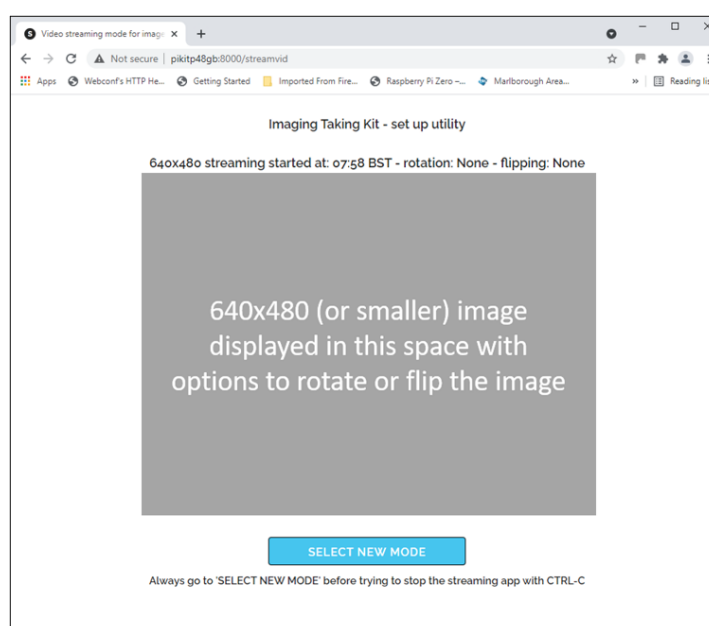 Video streaming mode for image
Not secure | pikitp48gb:8000/streamvid
Apps Webconf's HTTP He... Getting Started Imported From Fire... Raspberry Pi Zero –... Marlborough Area... » Reading lis
Imaging Taking Kit - set up utility
640x480 streaming started at: 07:58 BST - rotation: None - flipping: None
640x480 (or smaller) image
displayed in this space with
options to rotate or flip the image
SELECT NEW MODE
Always go to 'SELECT NEW MODE' before trying to stop the streaming app with CTRL-C